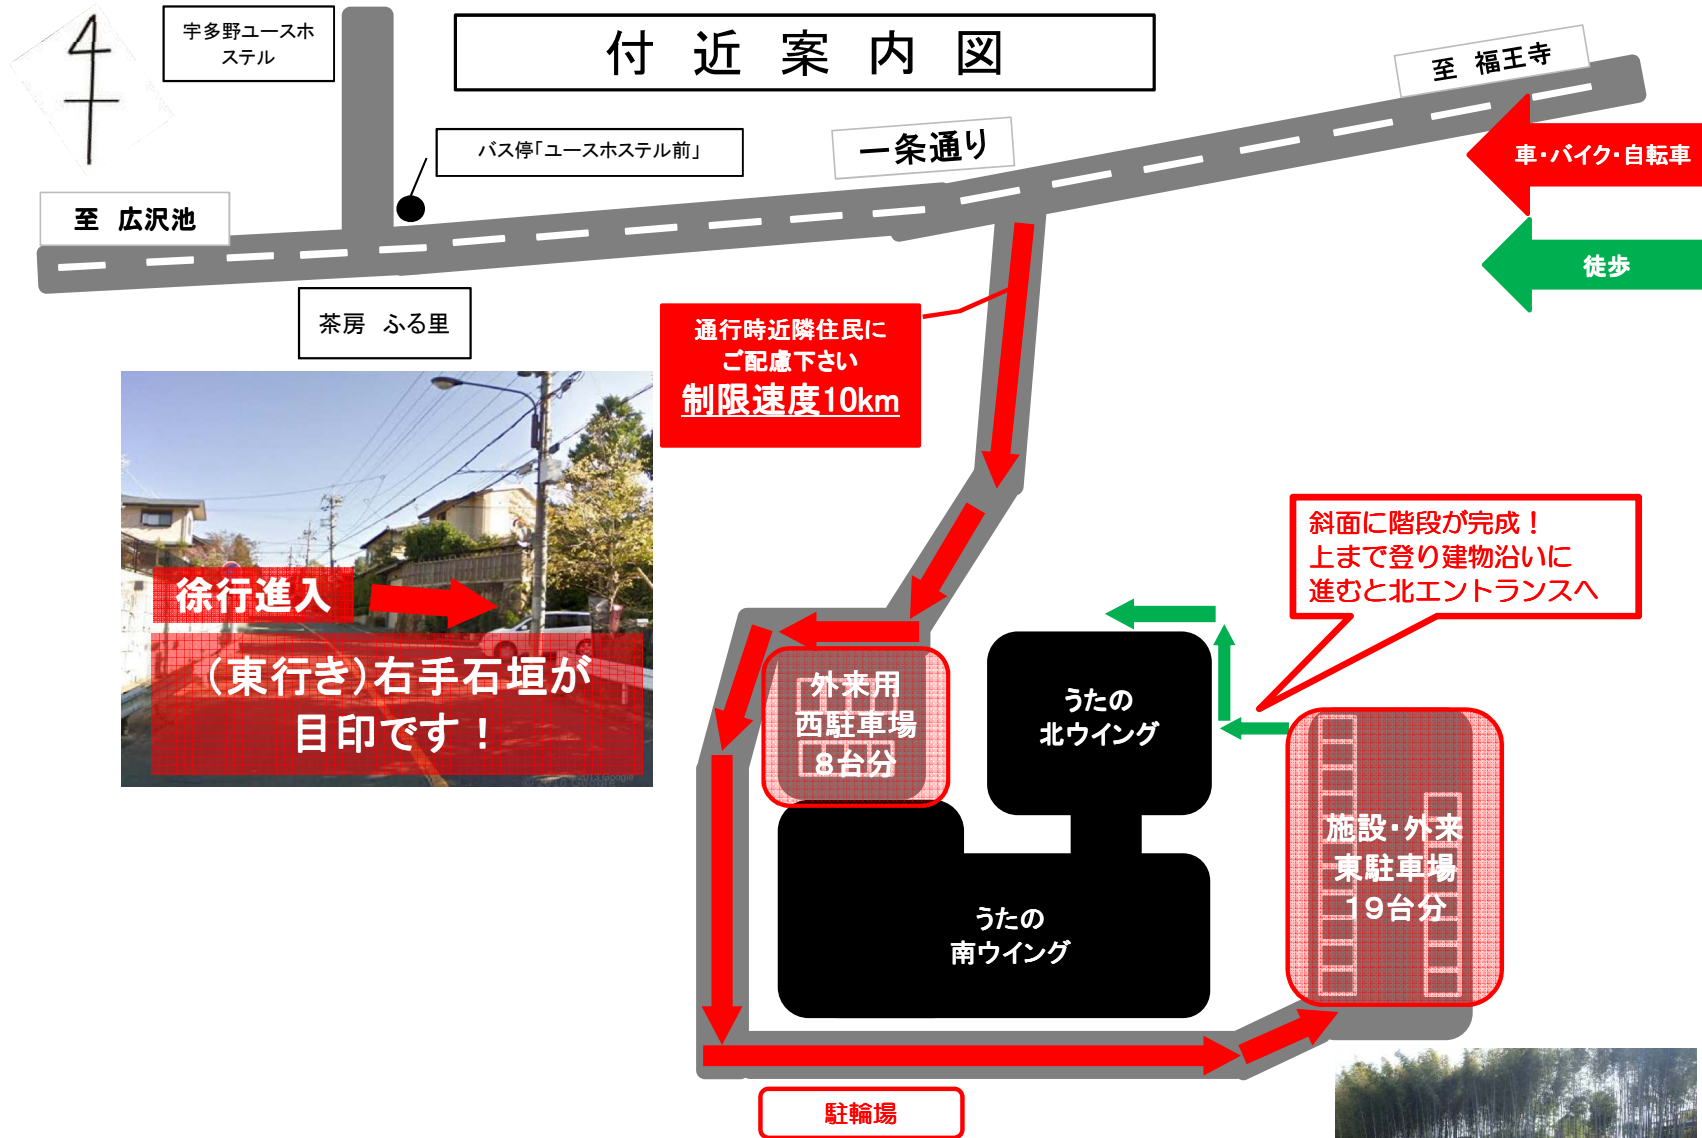 宇多野ユースホ
ステル
付近案内図
至 福王寺
一条通り
バス停「ユースホステル前」
車・バイク・自転車
至 広沢池
徒歩
茶房 ふる里
通行時近隣住民に
ご配慮下さい
制限速度10km
斜面に階段が完成！
上まで登り建物沿いに
進むと北エントランスへ
徐行進入
（東行き）右手石垣が
目印です！
外来用
西駐車場
8台分
うたの
北ウイング
施設・外来
東駐車場
19台分
うたの
南ウイング
駐輪場